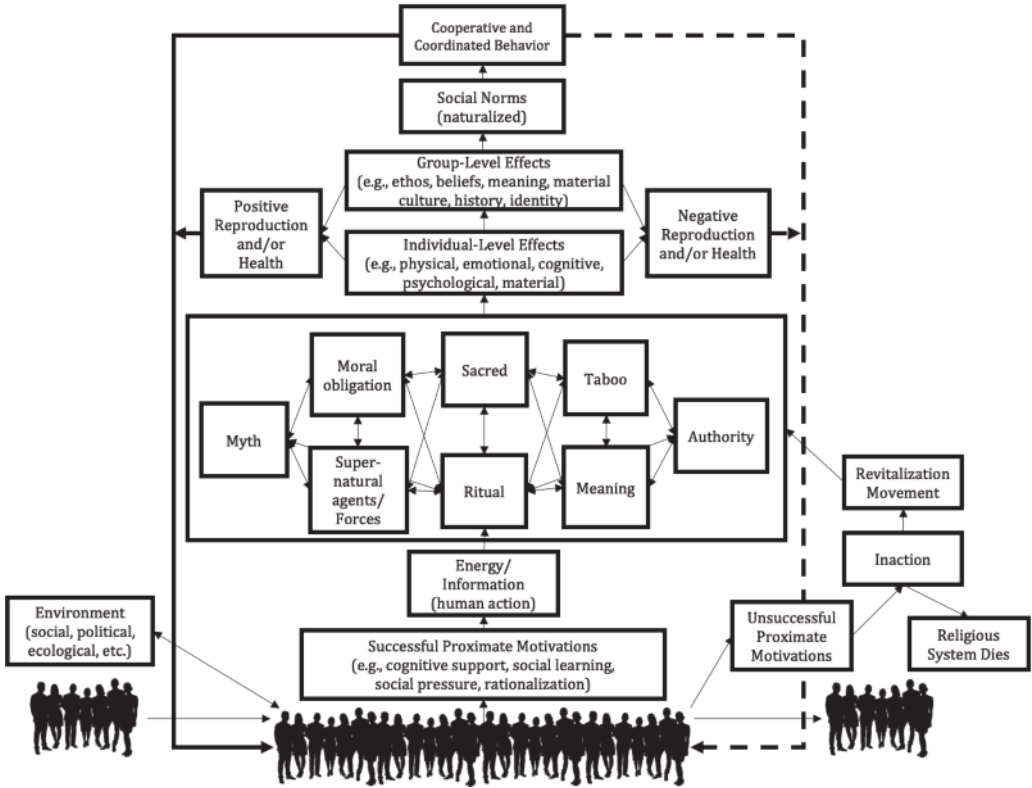 Cooperative and
Coordinated Behavior
Social Norms
(naturalized)
Group-Level Effects
(e.g., ethos, beliefs, meaning, material
culture, history, identity)
Positive
Reproduction
and/or
Health
Negative
Reproduction
and/or Health
Individual-Level Effects
(e.g., physical, emotional, cognitive,
psychological, material)
Moral
obligation
Sacred
Taboo
Myth
Authority
Super-
natural
agents/
Forces
Ritual
Meaning
Revitalization
Movement
Energy/
Information
(human action)
Inaction
Environment
(social, political,
ecological, etc.)
Successful Proximate Motivations
(e.g., cognitive support, social learning,
social pressure, rationalization)
Unsuccessful
Proximate
Motivations
Religious
System Dies